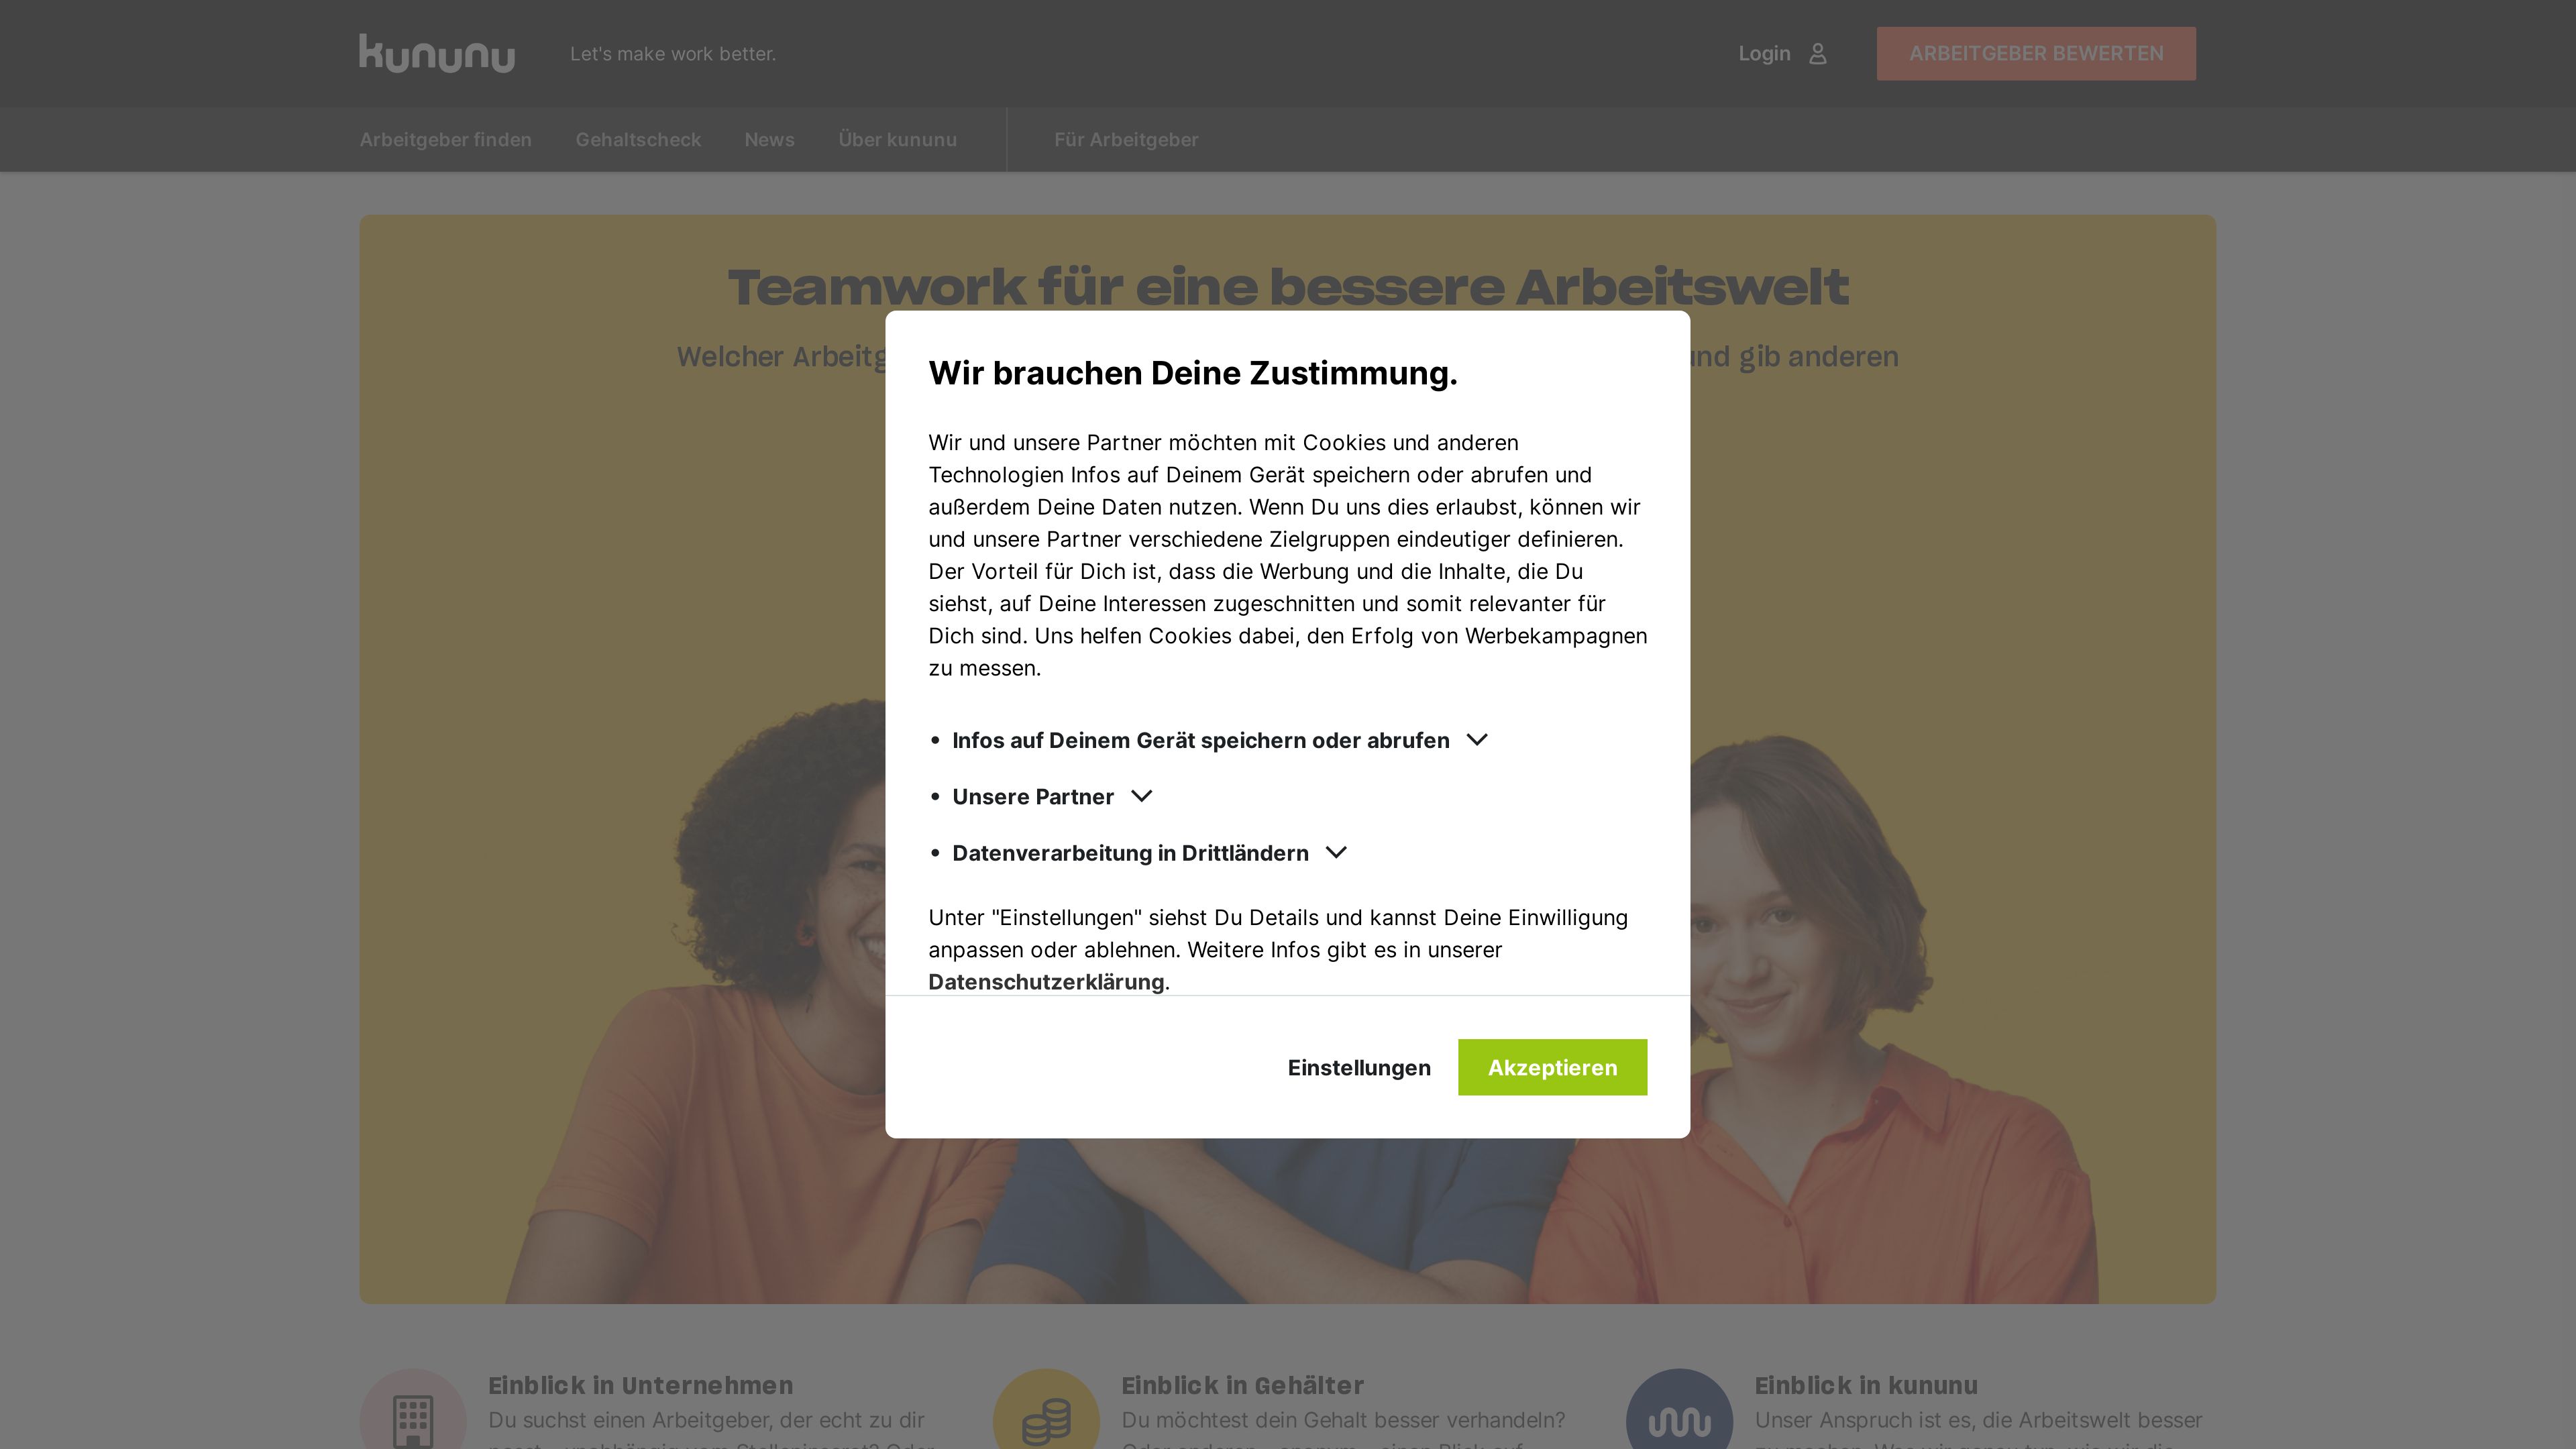 kununu
Let's make work better.
Login
ARBEITGEBER BEWERTEN
Arbeitgeber finden
Gehaltscheck
News
Über kununu
Für Arbeitgeber
Teamwork für eine bessere Arbeitswelt
Welcher
und gib anderen
Wir brauchen Deine Zustimmung.
Wir und unsere Partner möchten mit Cookies und anderen
Technologien Infos auf Deinem Gerät speichern oder abrufen und
außerdem Deine Daten nutzen. Wenn Du uns dies erlaubst, können wir
und unsere Partner verschiedene Zielgruppen eindeutiger definieren.
Der Vorteil für Dich ist, dass die Werbung und die Inhalte, die Du
siehst, auf Deine Interessen zugeschnitten und somit relevanter für
Dich sind. Uns helfen Cookies dabei, den Erfolg von Werbekampagnen
zu messen.
• Infos auf Deinem Gerät speichern oder abrufen
• Unsere Partner
• Datenverarbeitung in Drittländern
Unter "Einstellungen" siehst Du Details und kannst Deine Einwilligung
anpassen oder ablehnen. Weitere Infos gibt es in unserer
Datenschutzerklärung.
Einstellungen
Akzeptieren
Einblick in Unternehmen
Du suchst einen Arbeitgeber, der echt zu dir
Einblick in Gehälter
Du möchtest dein Gehalt besser verhandeln?
Einblick in kununu
Unser Anspruch ist es, die Arbeitswelt besser